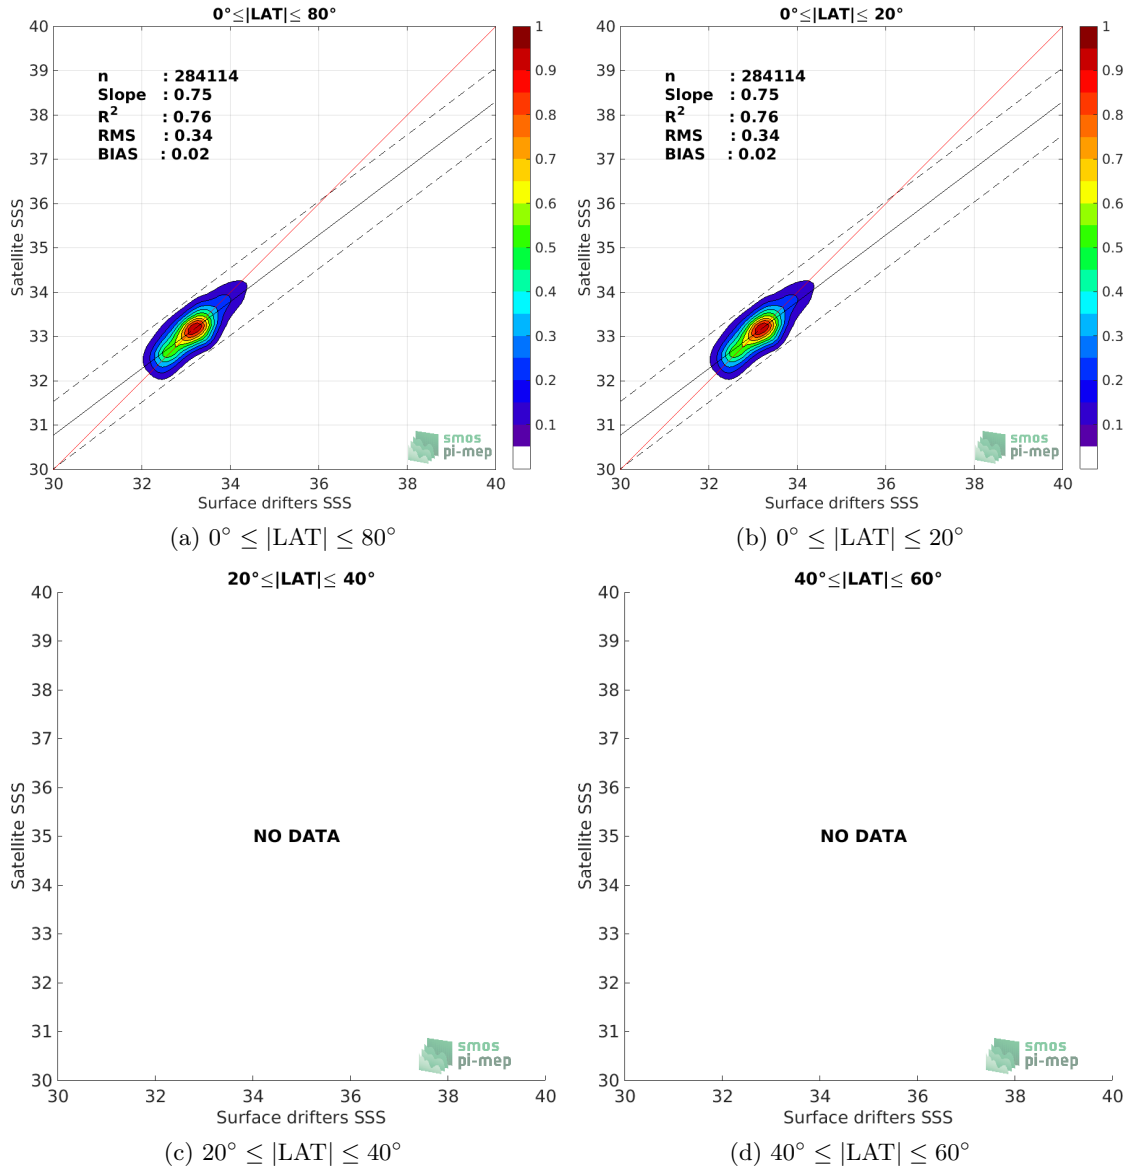 0°≤|LAT|≤ 80°
40
39
38
37
36
35
34
33
32
31
30
Satellite SSS
n : 284114
Slope : 0.75
R2 : 0.76
RMS : 0.34
BIAS : 0.02
smos
pi-mep
30 32 34 36 38 40
Surface drifters SSS
1
0.9
0.8
0.7
0.6
0.5
0.4
0.3
0.2
0.1
(a) 0° ≤ |LAT| ≤ 80°
0°≤|LAT|≤ 20°
40
39
38
37
36
35
34
33
32
31
30
Satellite SSS
n : 284114
Slope : 0.75
R2 : 0.76
RMS : 0.34
BIAS : 0.02
smos
pi-mep
30 32 34 36 38 40
Surface drifters SSS
1
0.9
0.8
0.7
0.6
0.5
0.4
0.3
0.2
0.1
(b) 0° ≤ |LAT| ≤ 20°
20°≤|LAT|≤ 40°
40
39
38
37
36
35
34
33
32
31
30
Satellite SSS
NO DATA
smos
pi-mep
30 32 34 36 38 40
Surface drifters SSS
(c) 20° ≤ |LAT| ≤ 40°
40°≤|LAT|≤ 60°
40
39
38
37
36
35
34
33
32
31
30
Satellite SSS
NO DATA
smos
pi-mep
30 32 34 36 38 40
Surface drifters SSS
(d) 40° ≤ |LAT| ≤ 60°